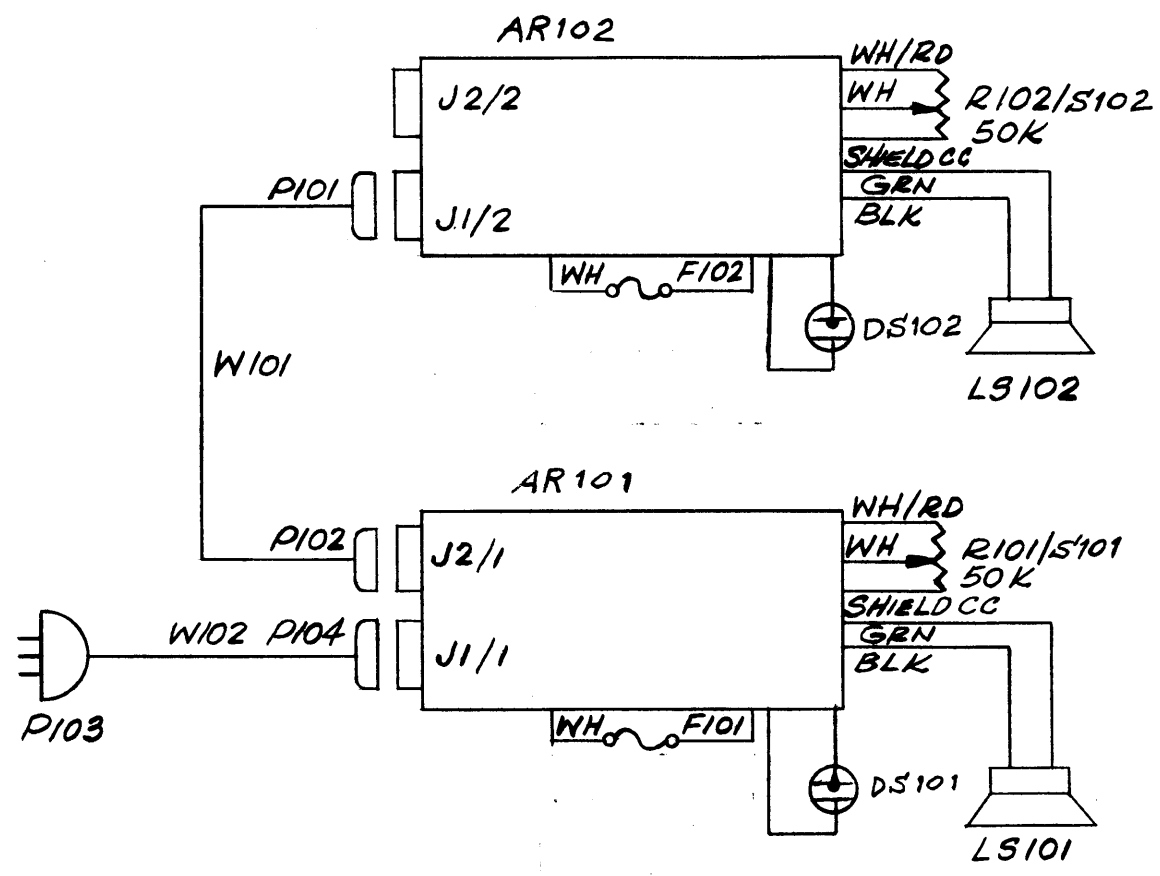 AR102
WH/RD
J2/2
WH
R102/S102
50K
SHIELD CC
P101
GRN
J1/2
BLK
WH
F102
DS102
W101
LS102
AR101
WH/RD
P102
J2/1
WH
R101/S101
50K
SHIELD CC
W102 P104
GRN
J1/1
BLK
P103
WH
F101
DS101
LS101